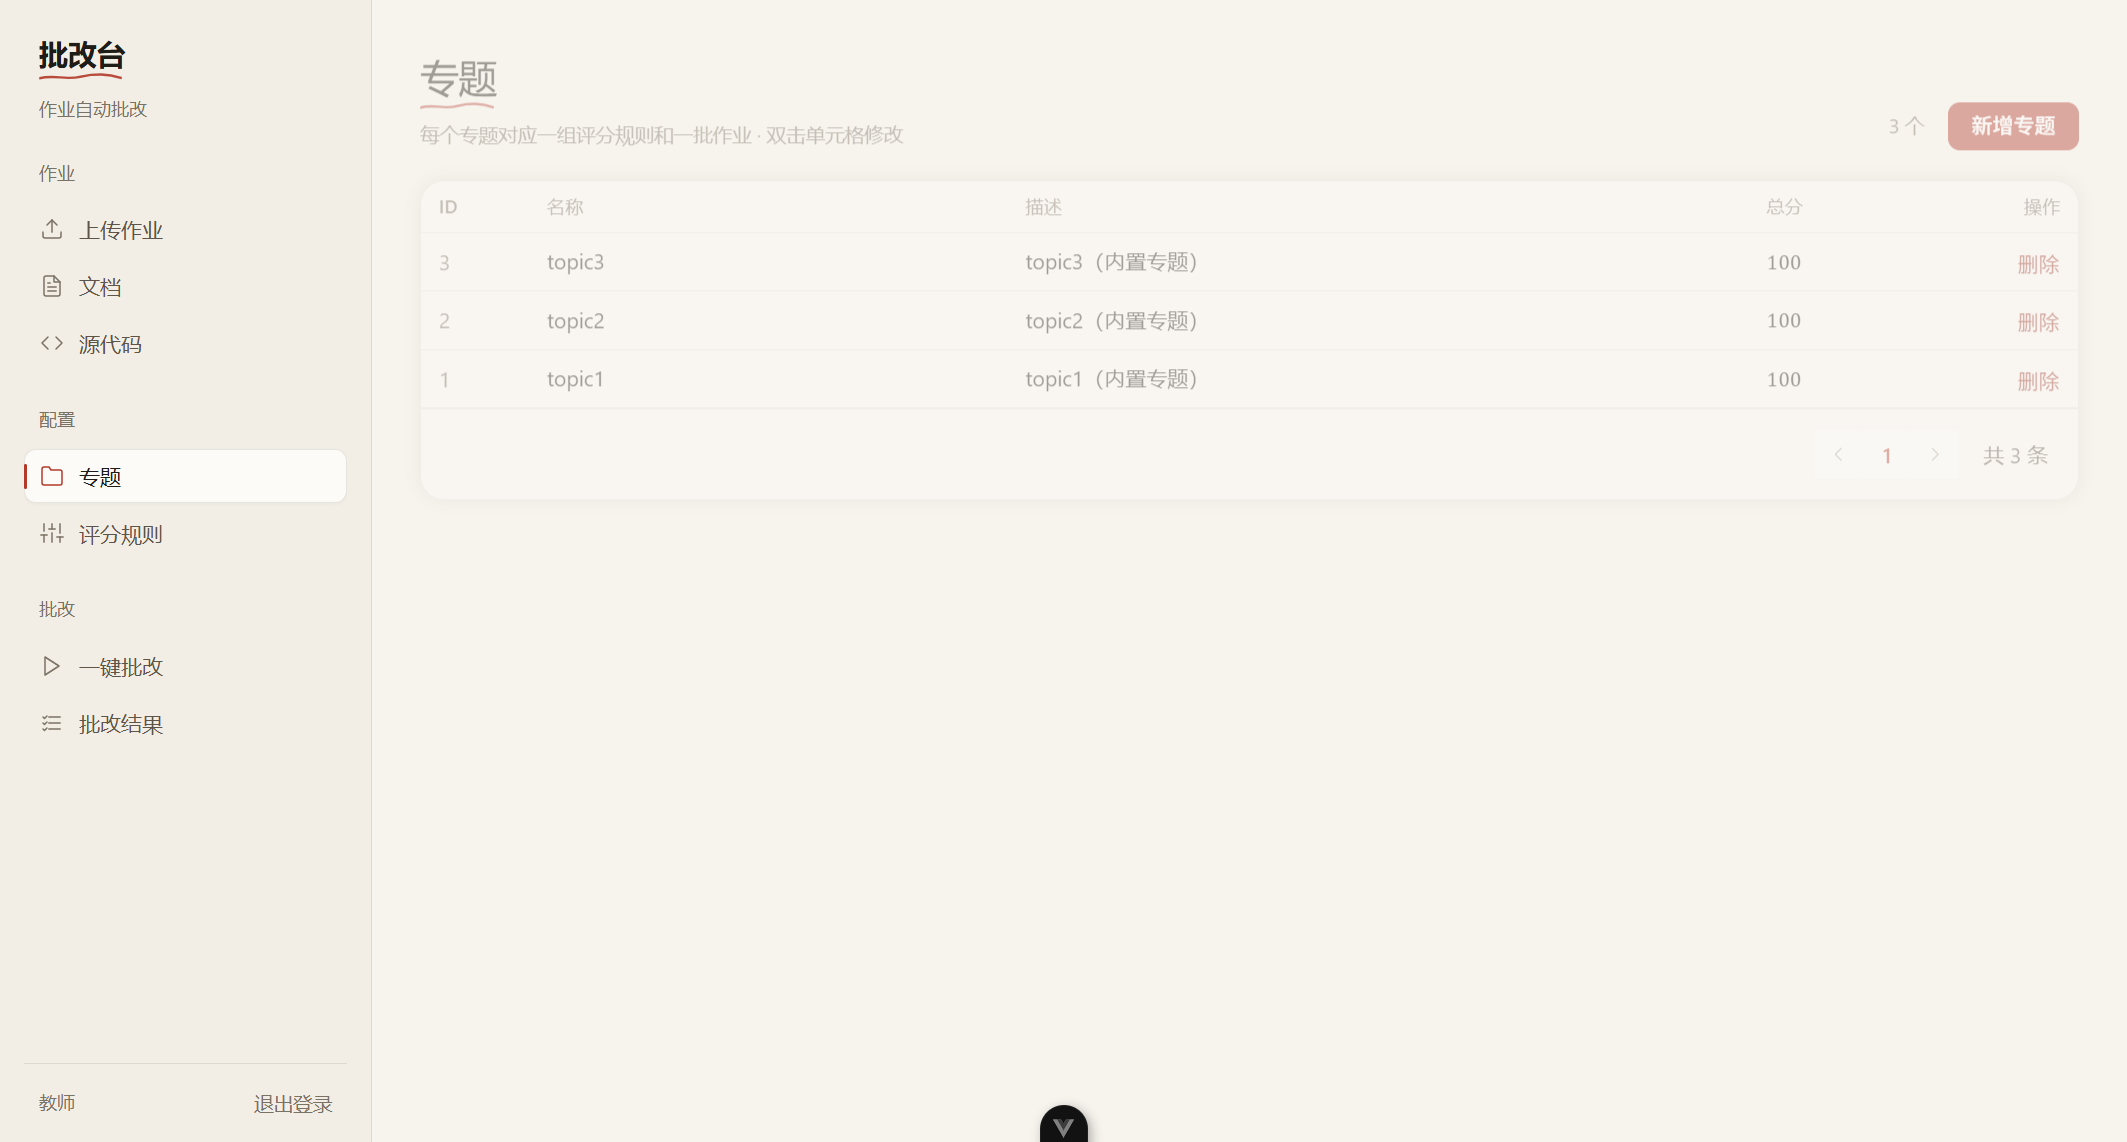 批改台
作业自动批改
作业
上传作业
文档
源代码
配置
专题
评分规则
批改
一键批改
批改结果
教师 退出登录
专题
每个专题对应一组评分规则和一批作业 · 双击单元格修改
3 个 新增专题
ID 名称 描述 总分 操作
3 topic3 topic3（内置专题） 100 删除
2 topic2 topic2（内置专题） 100 删除
1 topic1 topic1（内置专题） 100 删除
1 共 3 条